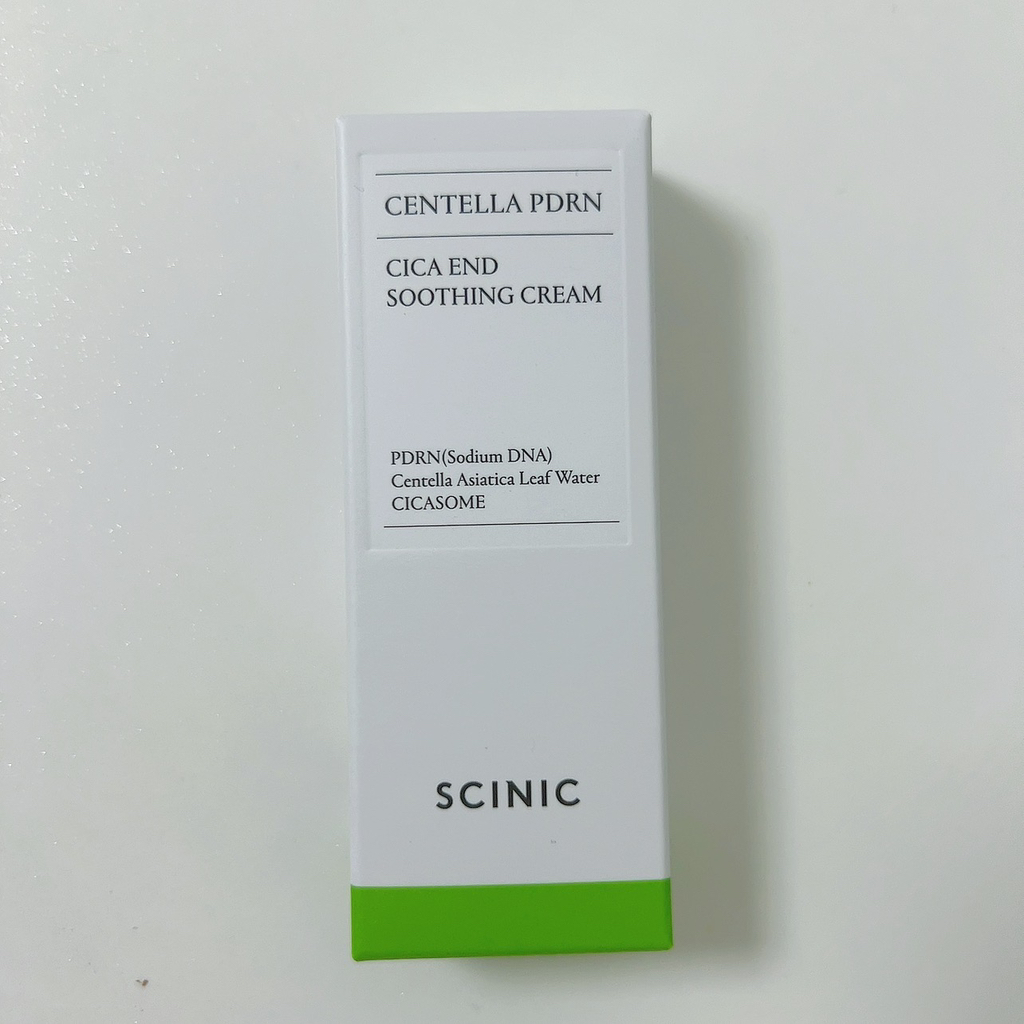 CENTELLA PDRN
CICA END
SOOTHING CREAM
PDRN(Sodium DNA)
Centella Asiatica Leaf Water
CICASOME
SCINIC